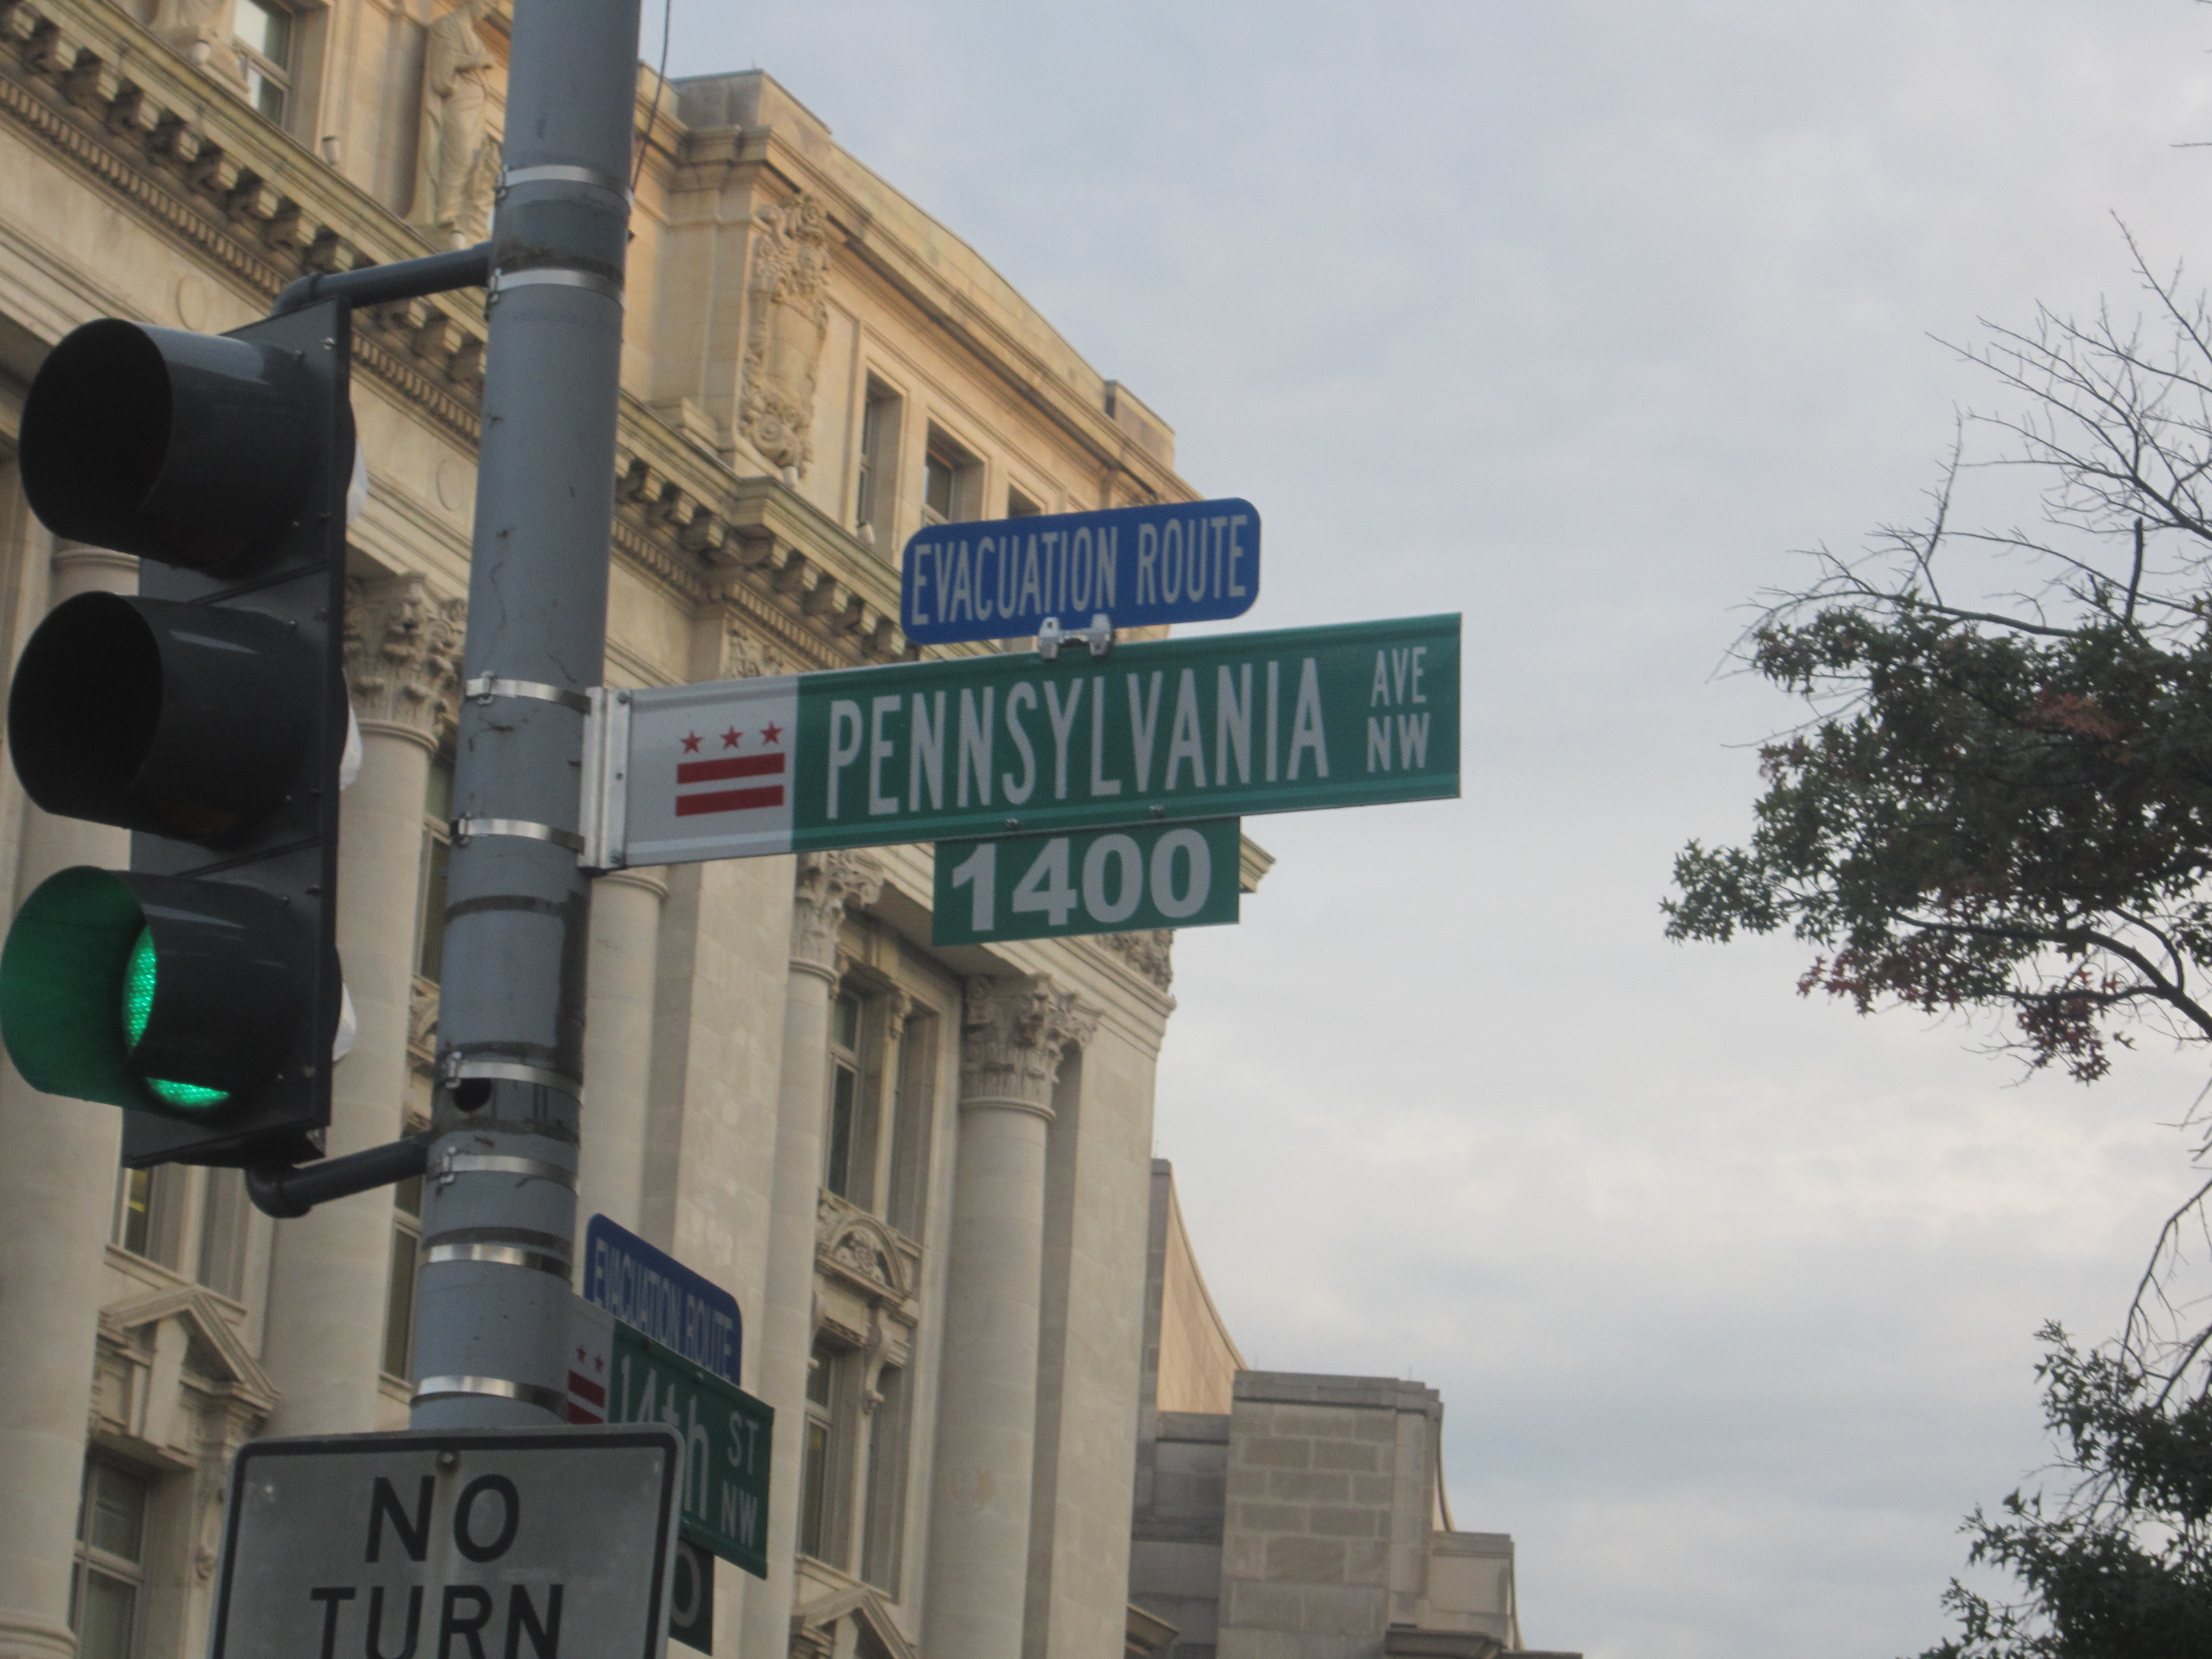 EVACUATION ROUTE
PENNSYLVANIA AVE NW
1400
EVACUATION ROUTE
14th ST NW
NO
TURN